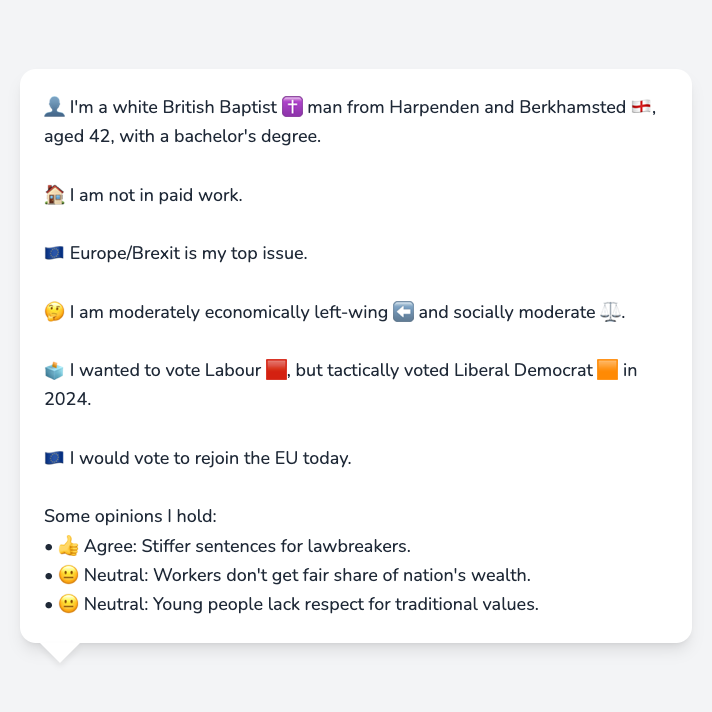 👤 I'm a white British Baptist ✝️ man from Harpenden and Berkhamsted 🏴󠁧󠁢󠁥󠁮󠁧󠁿,
aged 42, with a bachelor's degree.
🏠 I am not in paid work.
🇪🇺 Europe/Brexit is my top issue.
🤔 I am moderately economically left-wing ⬅️ and socially moderate ⚖️.
🗳️ I wanted to vote Labour 🟥, but tactically voted Liberal Democrat 🟧 in
2024.
🇪🇺 I would vote to rejoin the EU today.
Some opinions I hold:
• 👍 Agree: Stiffer sentences for lawbreakers.
• 😐 Neutral: Workers don't get fair share of nation's wealth.
• 😐 Neutral: Young people lack respect for traditional values.